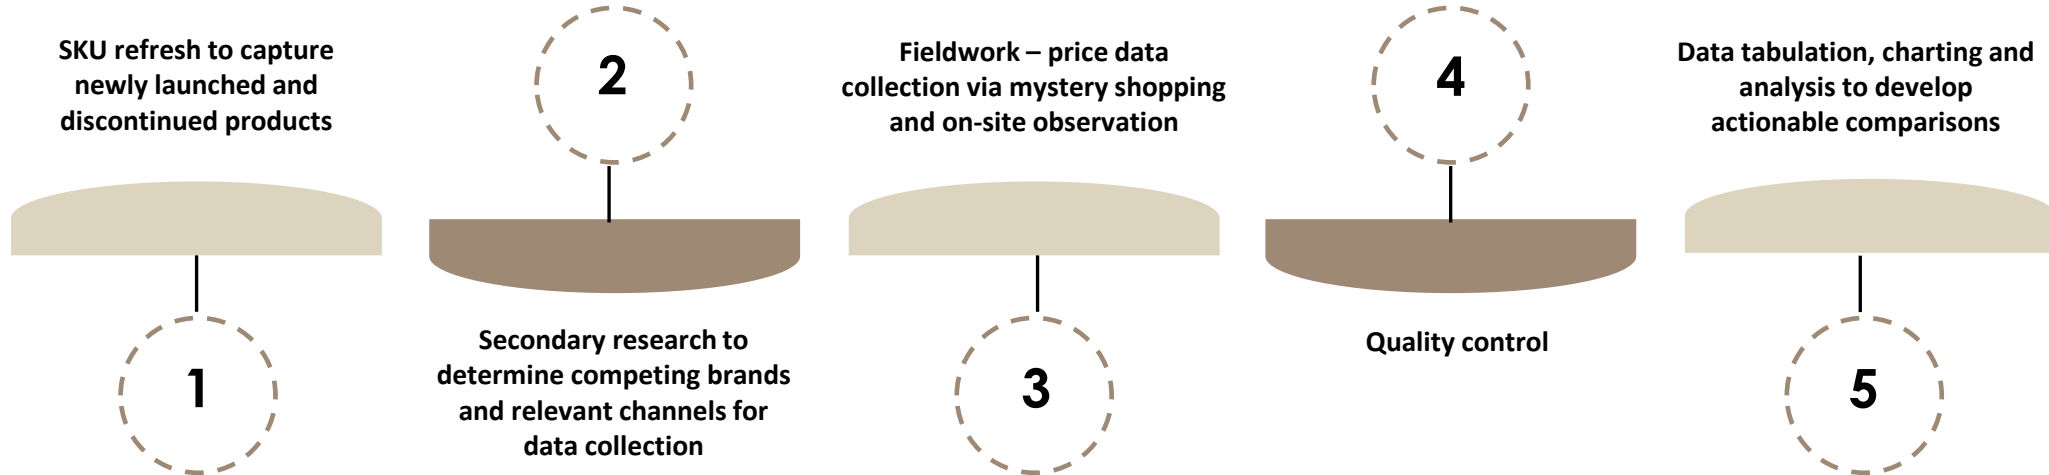 SKU refresh to capture
newly launched and
discontinued products
1
2
Secondary research to
determine competing brands
and relevant channels for
data collection
Fieldwork – price data
collection via mystery shopping
and on-site observation
3
4
Quality control
Data tabulation, charting and
analysis to develop
actionable comparisons
5